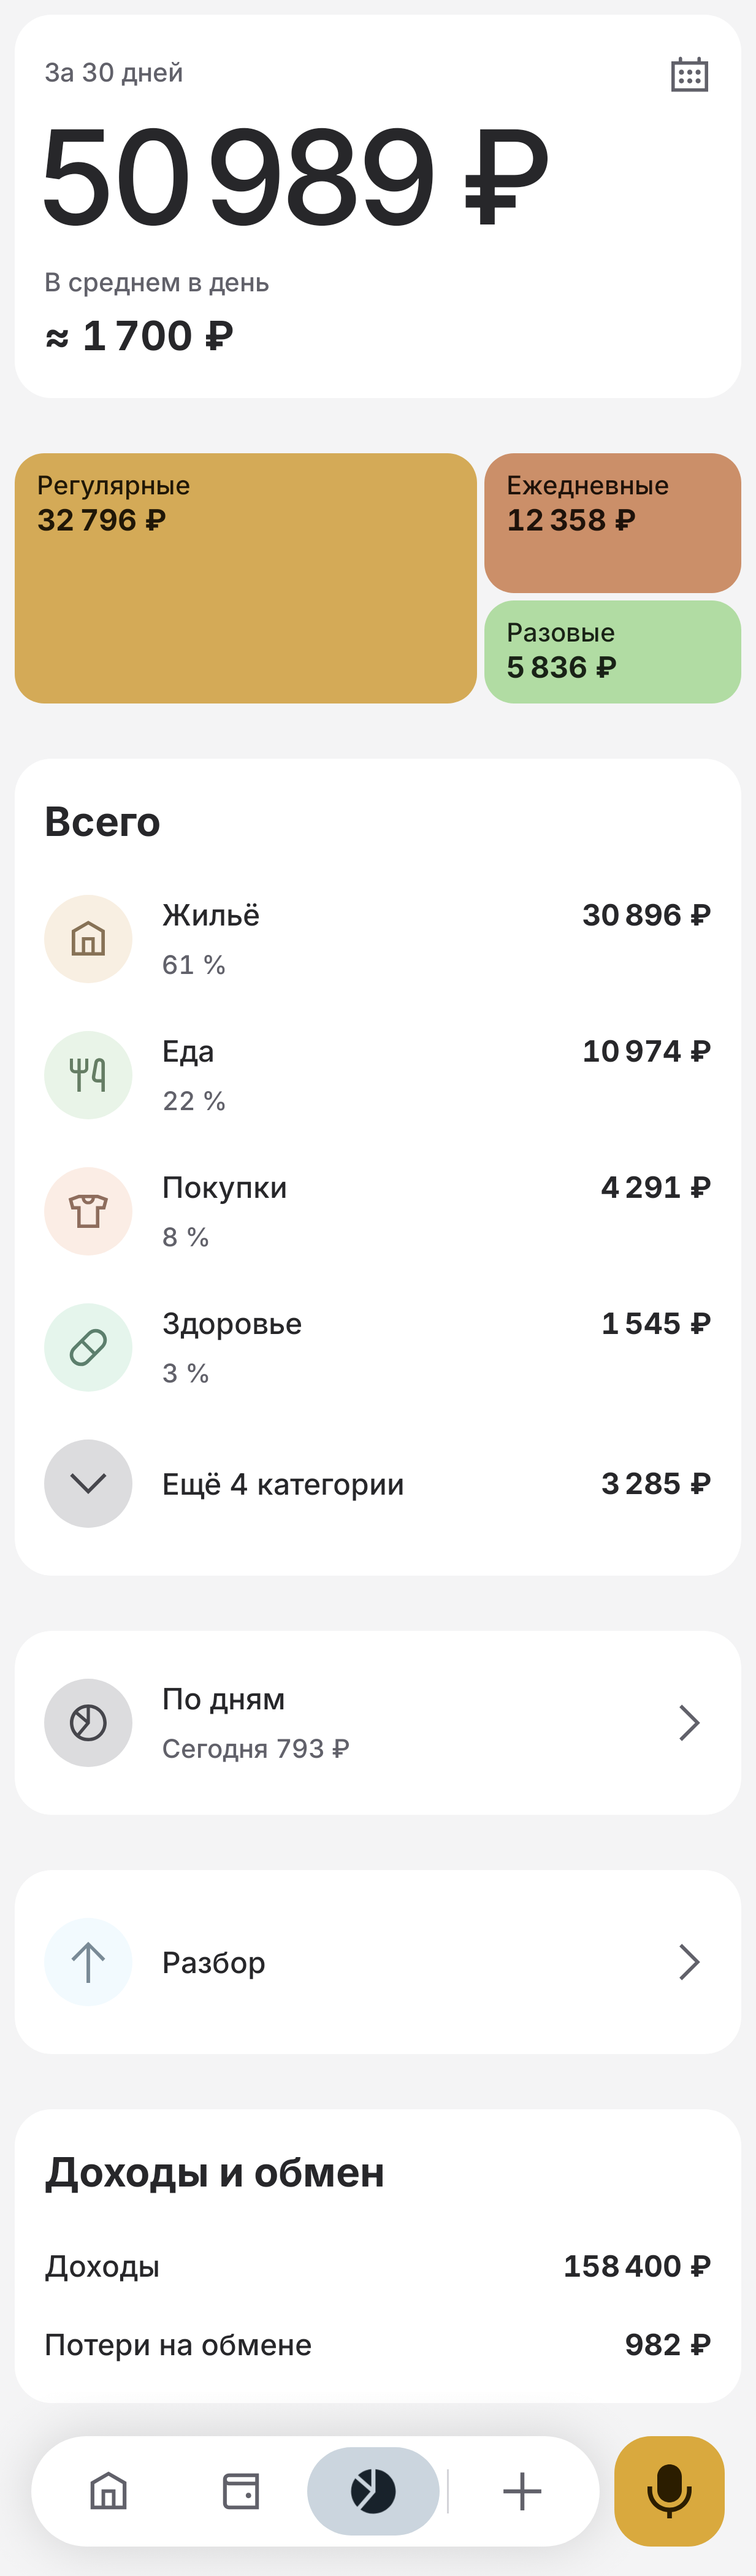 За 30 дней
50 989 ₽
В среднем в день
≈ 1 700 ₽
Регулярные
32 796 ₽
Ежедневные
12 358 ₽
Разовые
5 836 ₽
Всего
Жильё 30 896 ₽
61 %
Еда 10 974 ₽
22 %
Покупки 4 291 ₽
8 %
Здоровье 1 545 ₽
3 %
Ещё 4 категории 3 285 ₽
По дням
Сегодня 793 ₽
Разбор
Доходы и обмен
Доходы 158 400 ₽
Потери на обмене 982 ₽